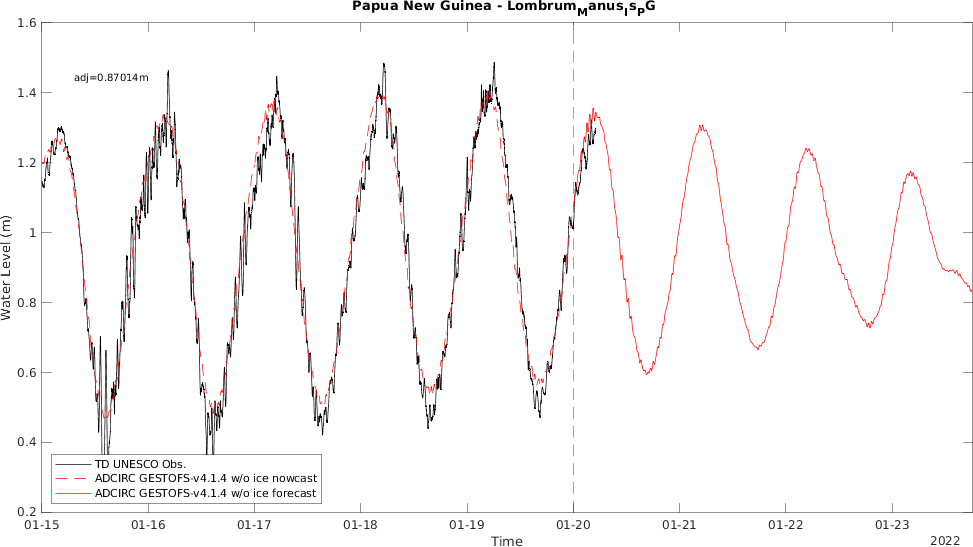 Papua New Guinea - LombrumManusIsPG
1.6
adj=0.87014m
1.4
1.2
1
0.8
0.6
0.4
0.2
Water Level (m)
TD UNESCO Obs.
ADCIRC GESTOFS-v4.1.4 w/o ice nowcast
ADCIRC GESTOFS-v4.1.4 w/o ice forecast
01-15 01-16 01-17 01-18 01-19 01-20 01-21 01-22 01-23
Time
2022